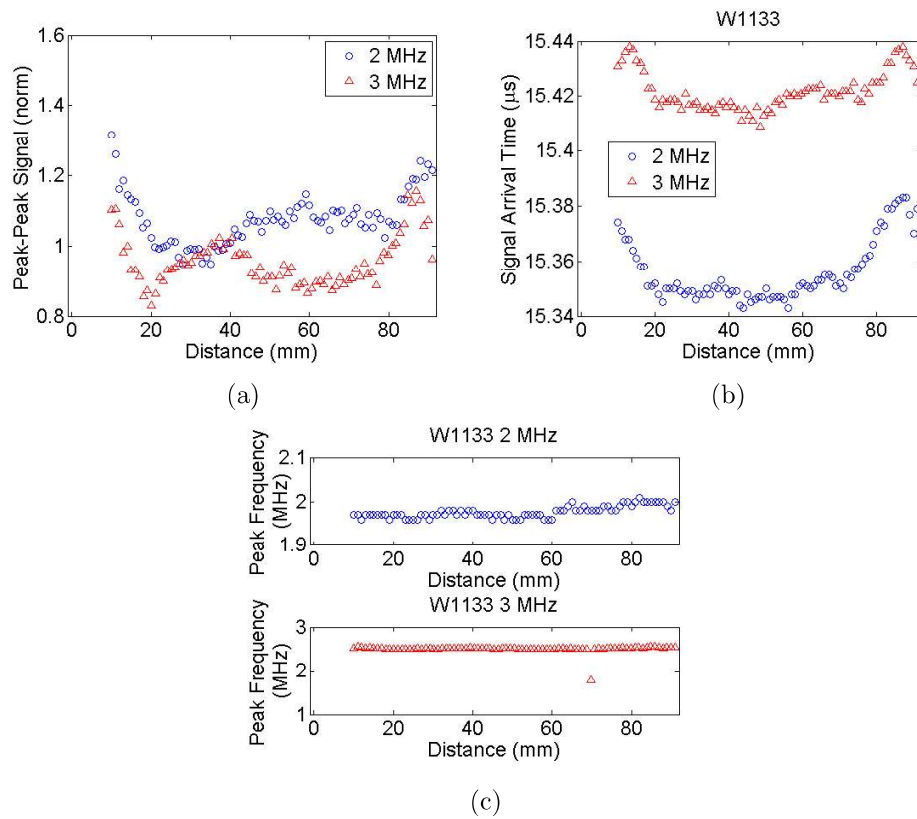 1.6
1.4
1.2
1
0.8
0 20 40 60 80
Peak-Peak Signal (norm)
Distance (mm)
2 MHz
3 MHz
(a)
W1133
15.44
15.42
15.4
15.38
15.36
15.34
0 20 40 60 80
Signal Arrival Time (μs)
Distance (mm)
2 MHz
3 MHz
(b)
W1133 2 MHz
2.1
2
1.9
0 20 40 60 80
Peak Frequency
(MHz)
Distance (mm)
W1133 3 MHz
3
2
1
0 20 40 60 80
Peak Frequency
(MHz)
Distance (mm)
(c)